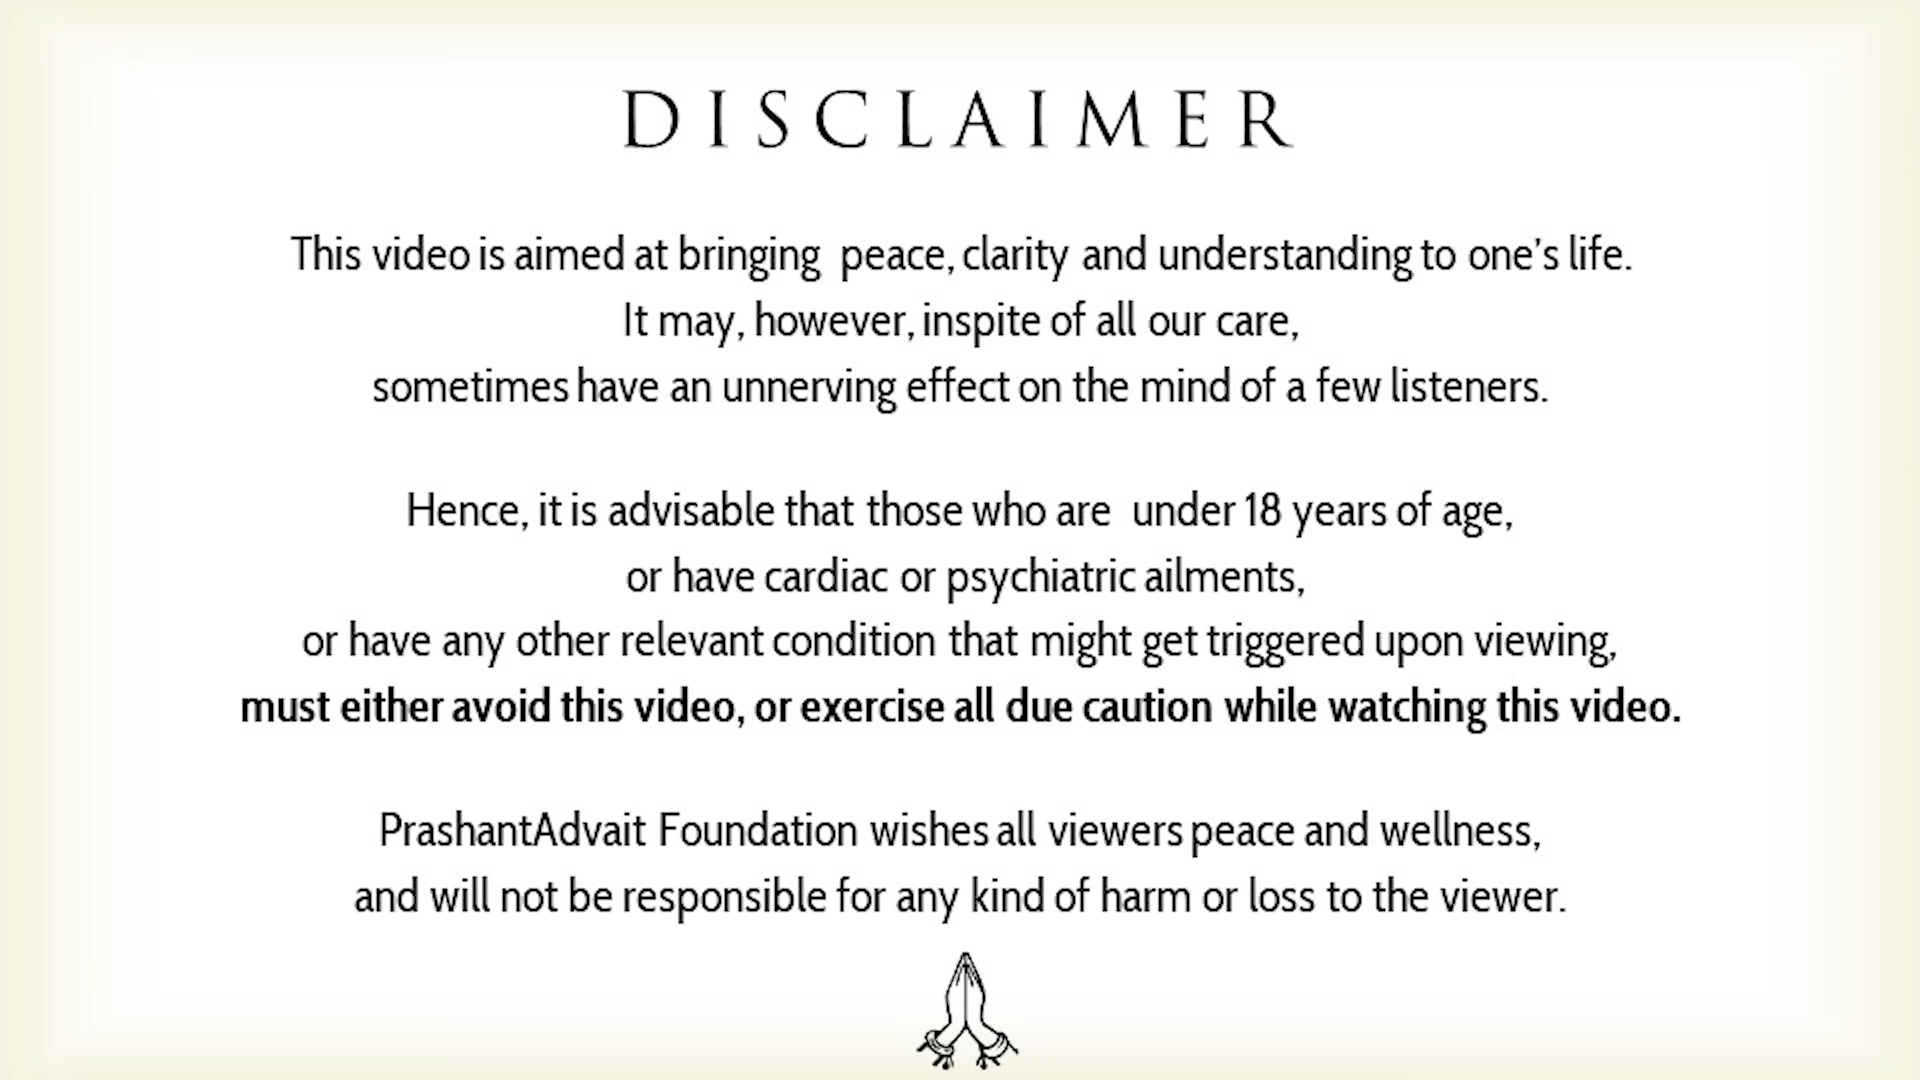 DISCLAIMER
This video is aimed at bringing peace, clarity and understanding to one's life.
It may, however, inspite of all our care,
sometimes have an unnerving effect on the mind of a few listeners.
Hence, it is advisable that those who are under 18 years of age,
or have cardiac or psychiatric ailments,
or have any other relevant condition that might get triggered upon viewing,
must either avoid this video, or exercise all due caution while watching this video.
PrashantAdvait Foundation wishes all viewers peace and wellness,
and will not be responsible for any kind of harm or loss to the viewer.